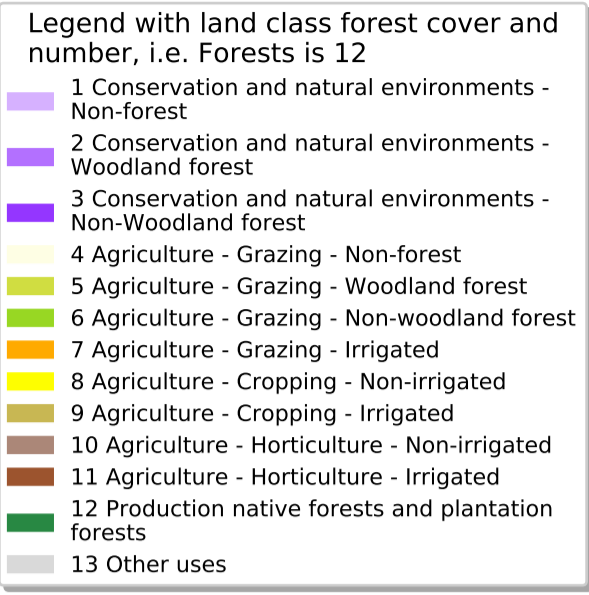 Legend with land class forest cover and
number, i.e. Forests is 12
1 Conservation and natural environments -
Non-forest
2 Conservation and natural environments -
Woodland forest
3 Conservation and natural environments -
Non-Woodland forest
4 Agriculture - Grazing - Non-forest
5 Agriculture - Grazing - Woodland forest
6 Agriculture - Grazing - Non-woodland forest
7 Agriculture - Grazing - Irrigated
8 Agriculture - Cropping - Non-irrigated
9 Agriculture - Cropping - Irrigated
10 Agriculture - Horticulture - Non-irrigated
11 Agriculture - Horticulture - Irrigated
12 Production native forests and plantation
forests
13 Other uses